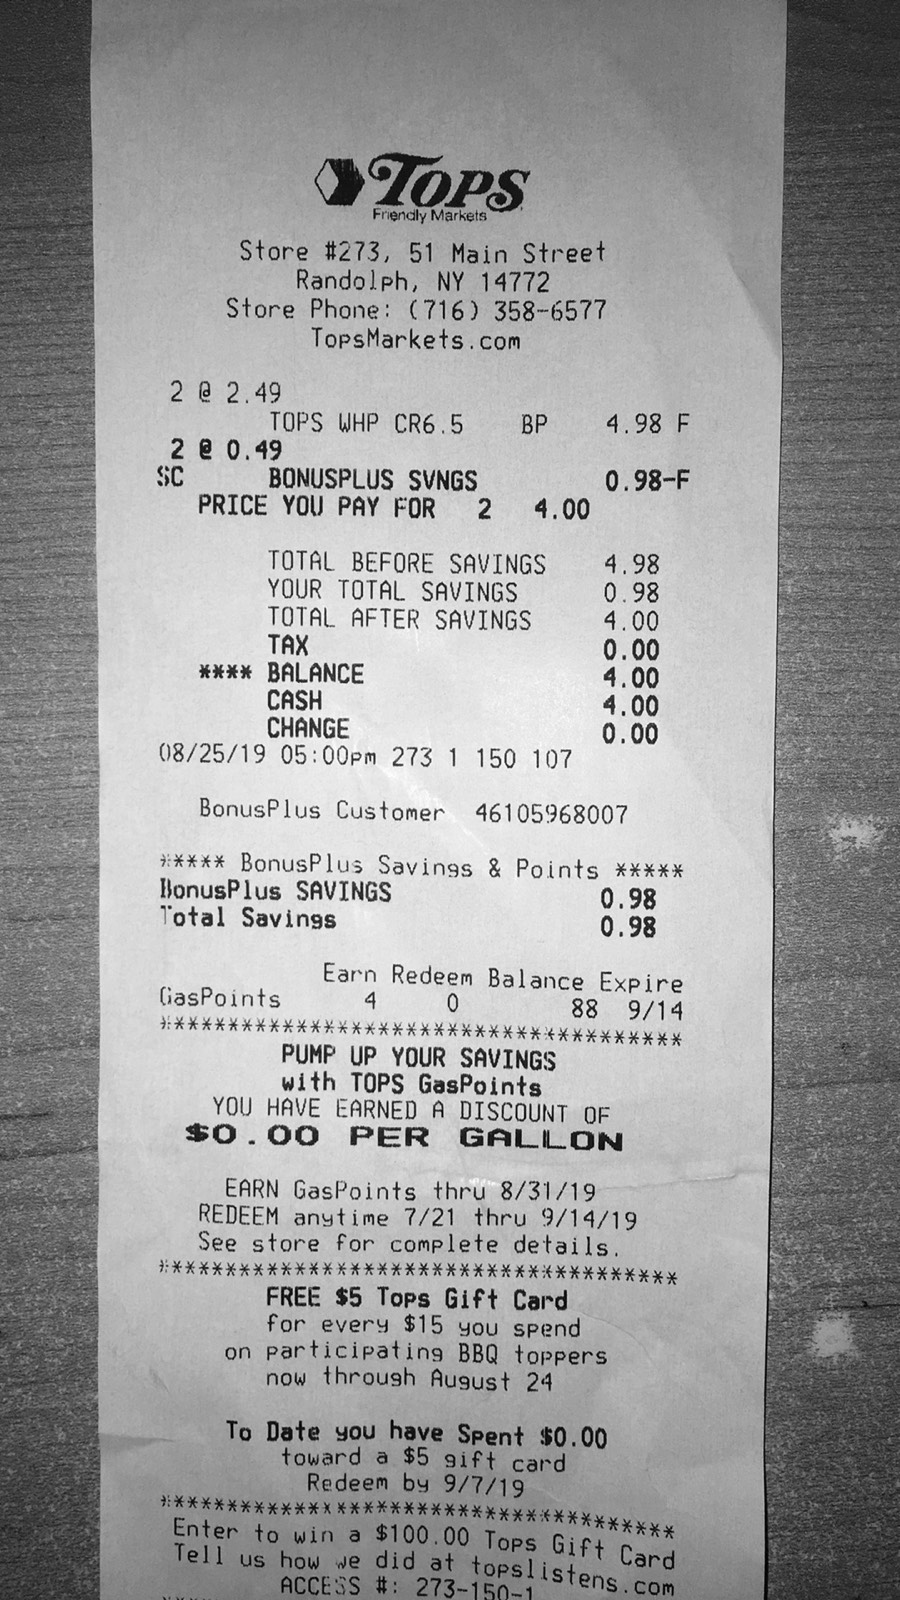 TOPS
Friendly Markets
Store #273, 51 Main Street
Randolph, NY 14772
Store Phone: (716) 358-6577
TopsMarkets.com
2 @ 2.49
TOPS WHP CR6.5 BP 4.98 F
2 @ 0.49
SC BONUSPLUS SVNGS 0.98-F
PRICE YOU PAY FOR 2 4.00
TOTAL BEFORE SAVINGS 4.98
YOUR TOTAL SAVINGS 0.98
TOTAL AFTER SAVINGS 4.00
TAX 0.00
**** BALANCE 4.00
CASH 4.00
CHANGE 0.00
08/25/19 05:00pm 273 1 150 107
BonusPlus Customer 46105968007
***** BonusPlus Savings & Points *****
BonusPlus SAVINGS 0.98
Total Savings 0.98
Earn Redeem Balance Expire
GasPoints 4 0 88 9/14
***************************************
PUMP UP YOUR SAVINGS
with TOPS GasPoints
YOU HAVE EARNED A DISCOUNT OF
$0.00 PER GALLON
EARN GasPoints thru 8/31/19
REDEEM anytime 7/21 thru 9/14/19
See store for complete details.
***************************************
FREE $5 Tops Gift Card
for every $15 you spend
on participating BBQ toppers
now through August 24
To Date you have Spent $0.00
toward a $5 gift card
Redeem by 9/7/19
***************************************
Enter to win a $100.00 Tops Gift Card
Tell us how we did at topslistens.com
ACCESS #: 273-150-1